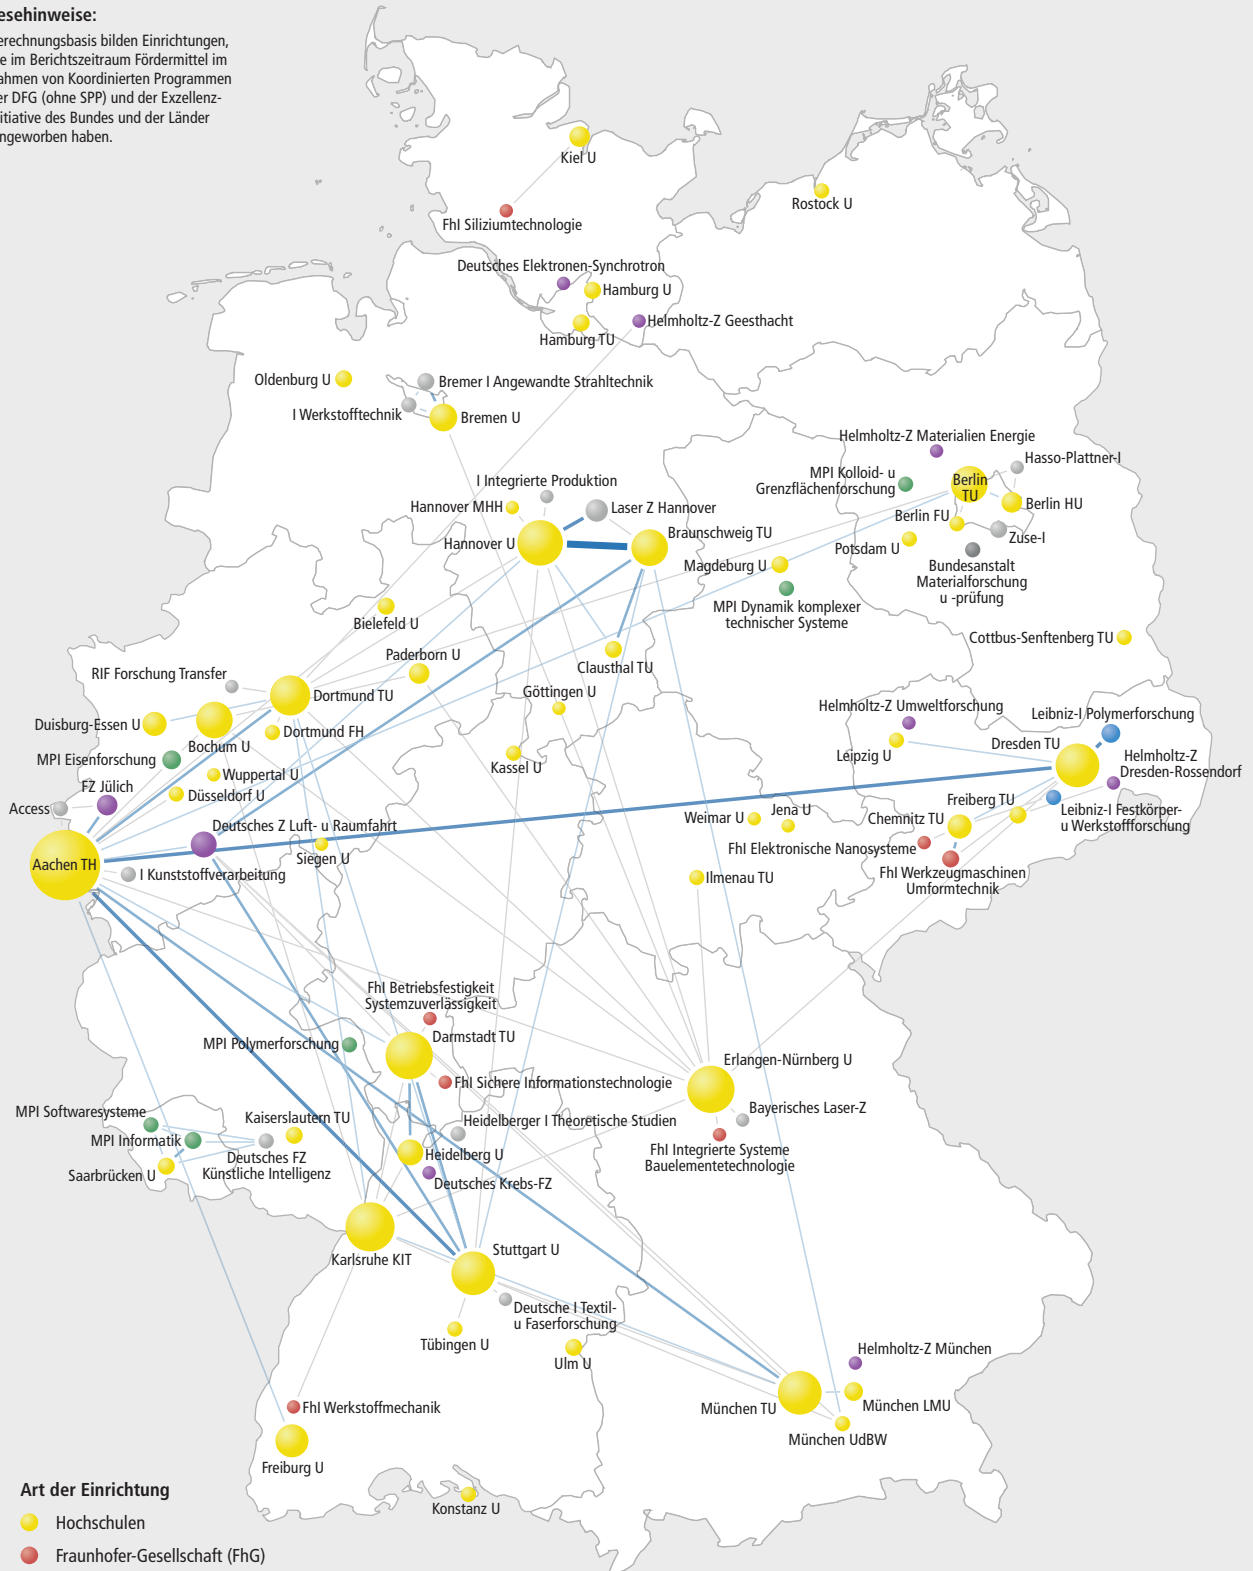 esehinweise:
erechnungsbasis bilden Einrichtungen,
e im Berichtszeitraum Fördermittel im
ahmen von Koordinierten Programmen
er DFG (ohne SPP) und der Exzellenz-
itiative des Bundes und der Länder
ngeworben haben.
Kiel U
Rostock U
FhI Siliziumtechnologie
Deutsches Elektronen-Synchrotron
Hamburg U
Helmholtz-Z Geesthacht
Hamburg TU
Oldenburg U
Bremer I Angewandte Strahltechnik
I Werkstofftechnik
Bremen U
Helmholtz-Z Materialien Energie
Hasso-Plattner-I
MPI Kolloid- u
Grenzflächenforschung
Berlin
TU
Berlin HU
Berlin FU
Zuse-I
Potsdam U
Bundesanstalt
Materialforschung
u -prüfung
I Integrierte Produktion
Hannover MHH
Laser Z Hannover
Hannover U
Braunschweig TU
Magdeburg U
MPI Dynamik komplexer
technischer Systeme
Bielefeld U
Clausthal TU
Cottbus-Senftenberg TU
Paderborn U
RIF Forschung Transfer
Dortmund TU
Göttingen U
Duisburg-Essen U
Bochum U
Dortmund FH
Helmholtz-Z Umweltforschung
Leibniz-I Polymerforschung
Dresden TU
Leipzig U
Helmholtz-Z
Dresden-Rossendorf
MPI Eisenforschung
Wuppertal U
Kassel U
FZ Jülich
Düsseldorf U
Access
Deutsches Z Luft- u Raumfahrt
Siegen U
Weimar U
Jena U
Freiberg TU
Chemnitz TU
Leibniz-I Festkörper-
u Werkstoffforschung
Aachen TH
I Kunststoffverarbeitung
FhI Elektronische Nanosysteme
FhI Werkzeugmaschinen
Umformtechnik
Ilmenau TU
FhI Betriebsfestigkeit
Systemzuverlässigkeit
MPI Polymerforschung
Darmstadt TU
Erlangen-Nürnberg U
FhI Sichere Informationstechnologie
Bayerisches Laser-Z
MPI Softwaresysteme
Kaiserslautern TU
Heidelberger I Theoretische Studien
MPI Informatik
FhI Integrierte Systeme
Bauelementetechnologie
Deutsches FZ
Künstliche Intelligenz
Heidelberg U
Saarbrücken U
Deutsches Krebs-FZ
Karlsruhe KIT
Stuttgart U
Deutsche I Textil-
u Faserforschung
Tübingen U
Ulm U
Helmholtz-Z München
München TU
München LMU
FhI Werkstoffmechanik
München UdBW
Freiburg U
Konstanz U
Art der Einrichtung
Hochschulen
Fraunhofer-Gesellschaft (FhG)